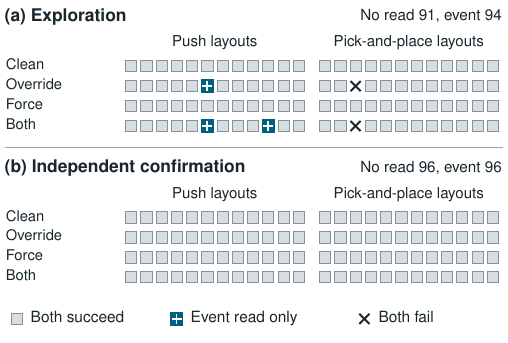 (a) Exploration No read 91, event 94
Push layouts Pick-and-place layouts
Clean
Override
Force
Both
(b) Independent confirmation No read 96, event 96
Push layouts Pick-and-place layouts
Clean
Override
Force
Both
Both succeed Event read only Both fail